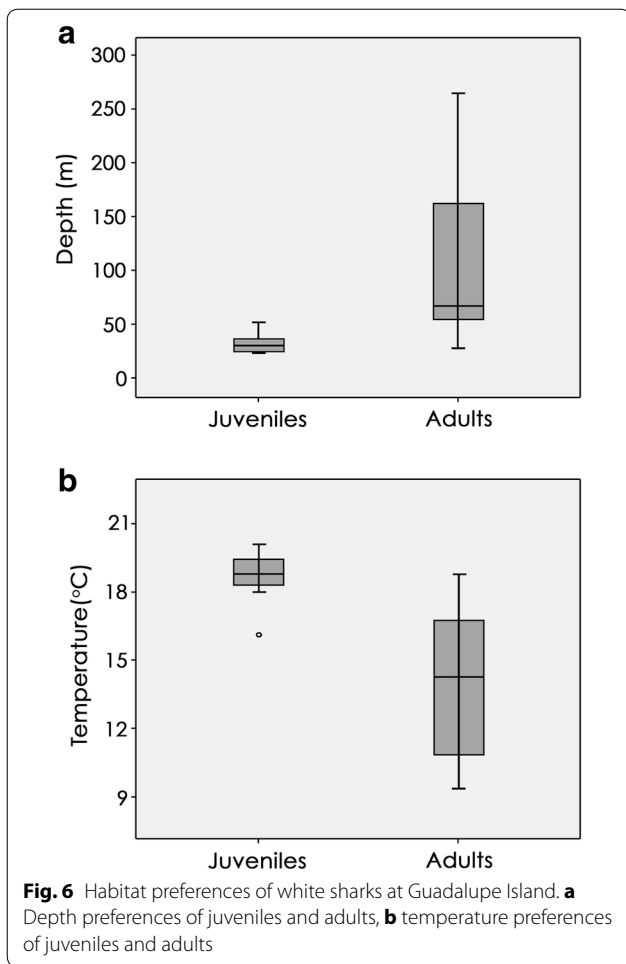 a
300
250
200
150
100
50
0
Depth (m)
Juveniles Adults
b
21
18
15
12
9
Temperature (°C)
Juveniles Adults
Fig. 6 Habitat preferences of white sharks at Guadalupe Island. a
Depth preferences of juveniles and adults, b temperature preferences
of juveniles and adults